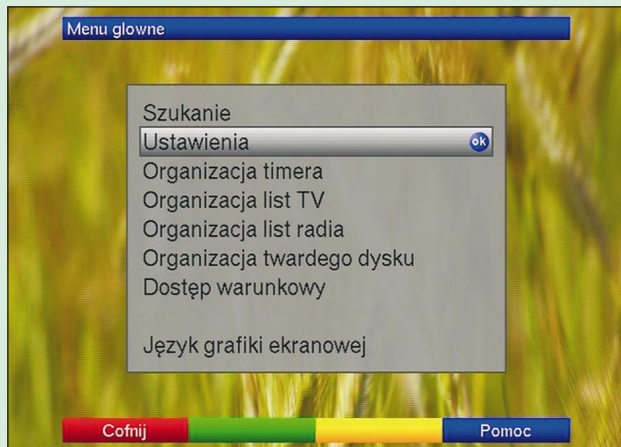 Menu glowne
Szukanie
Ustawienia ok
Organizacja timera
Organizacja list TV
Organizacja list radia
Organizacja twardego dysku
Dostęp warunkowy
Język grafiki ekranowej
Cofnij Pomoc